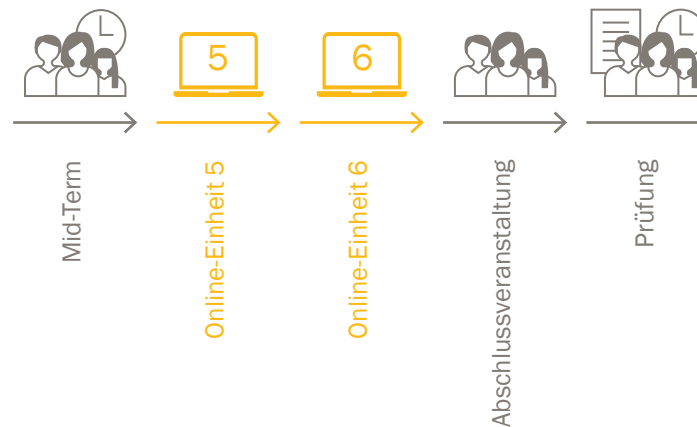 5
6
Mid-Term
Online-Einheit 5
Online-Einheit 6
Abschlussveranstaltung
Prüfung